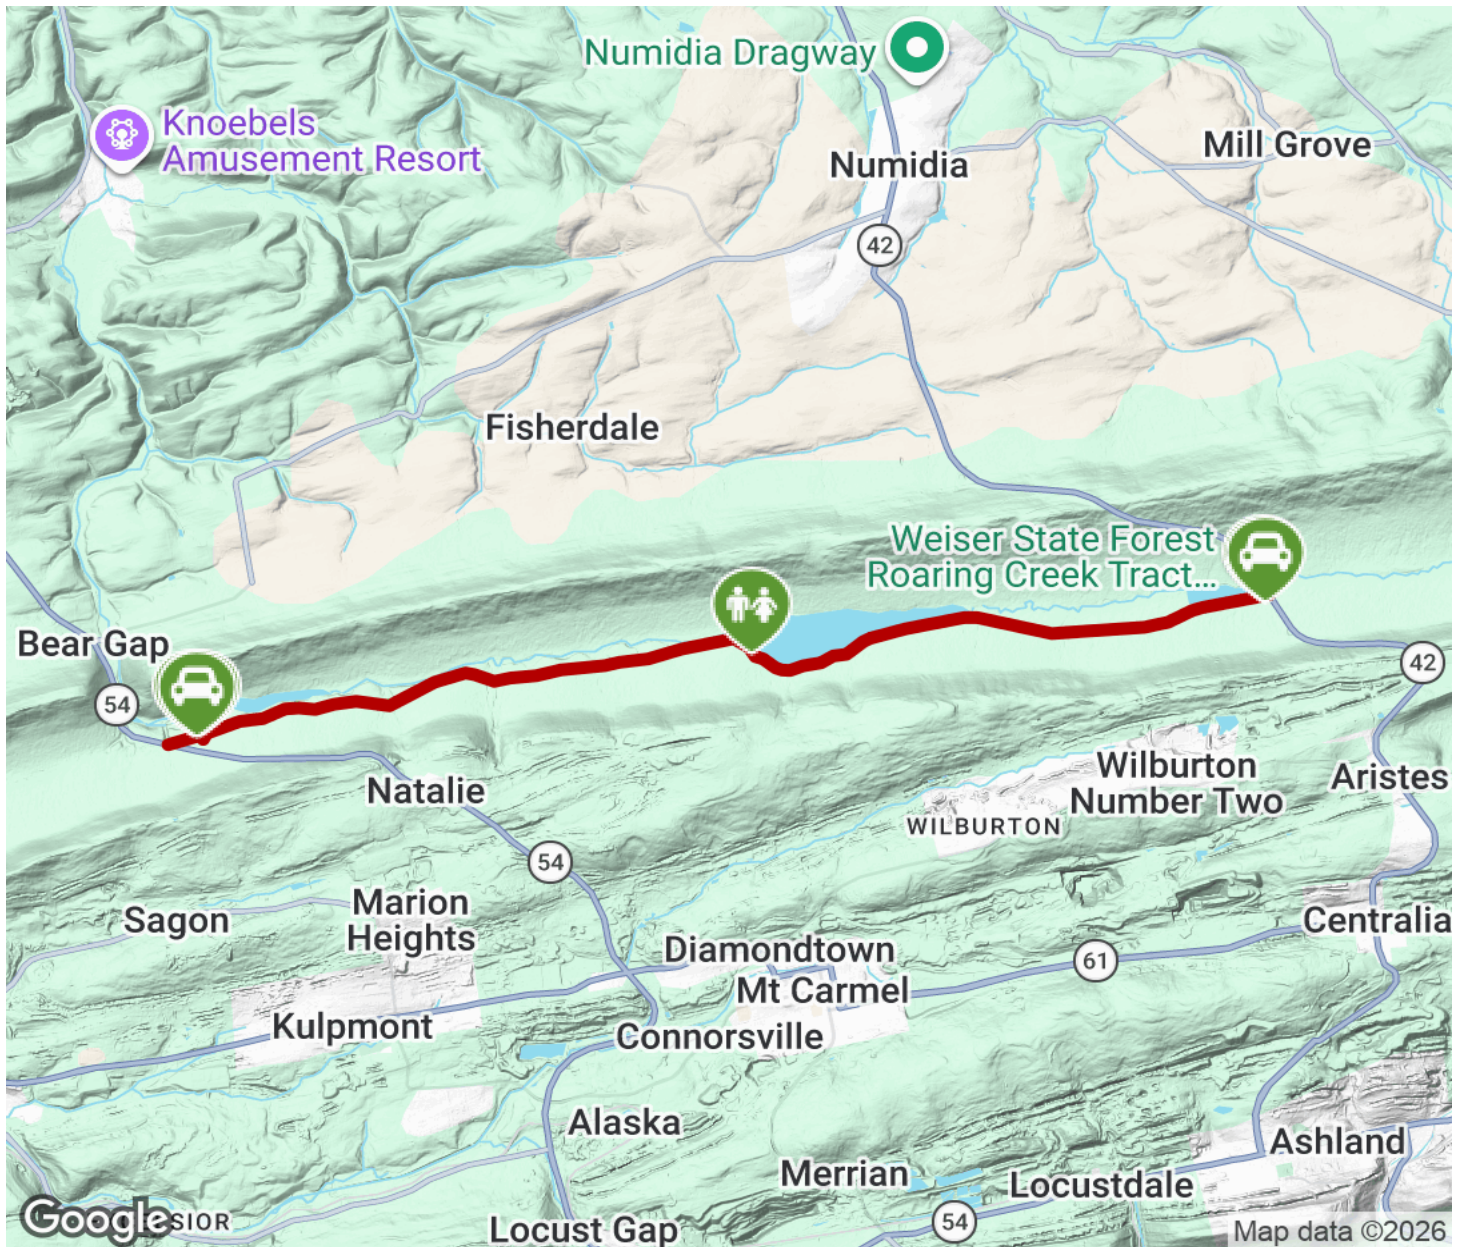 Numidia Dragway
Knoebels
Amusement Resort
Numidia
Mill Grove
42
Fisherdale
Weiser State Forest
Roaring Creek Tract...
Bear Gap
54
42
Natalie
Wilburton
Number Two
Aristes
WILBURTON
54
Marion
Heights
Sagon
Centralia
Diamondtown
61
Mt Carmel
Kulpmont
Connorsville
Alaska
Ashland
Merrian
Locustdale
Google
SIOR
54
Locust Gap
Map data ©2026